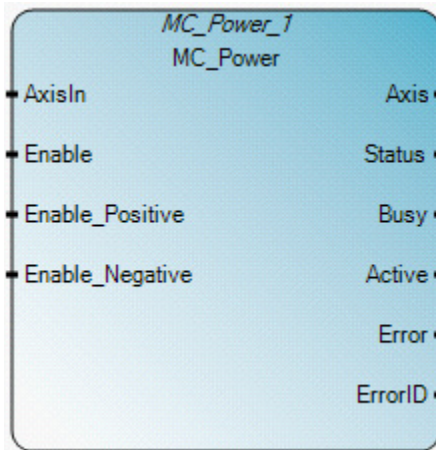 MC_Power_1
MC_Power
AxisIn Axis
Enable Status
Enable_Positive Busy
Enable_Negative Active
Error
ErrorID